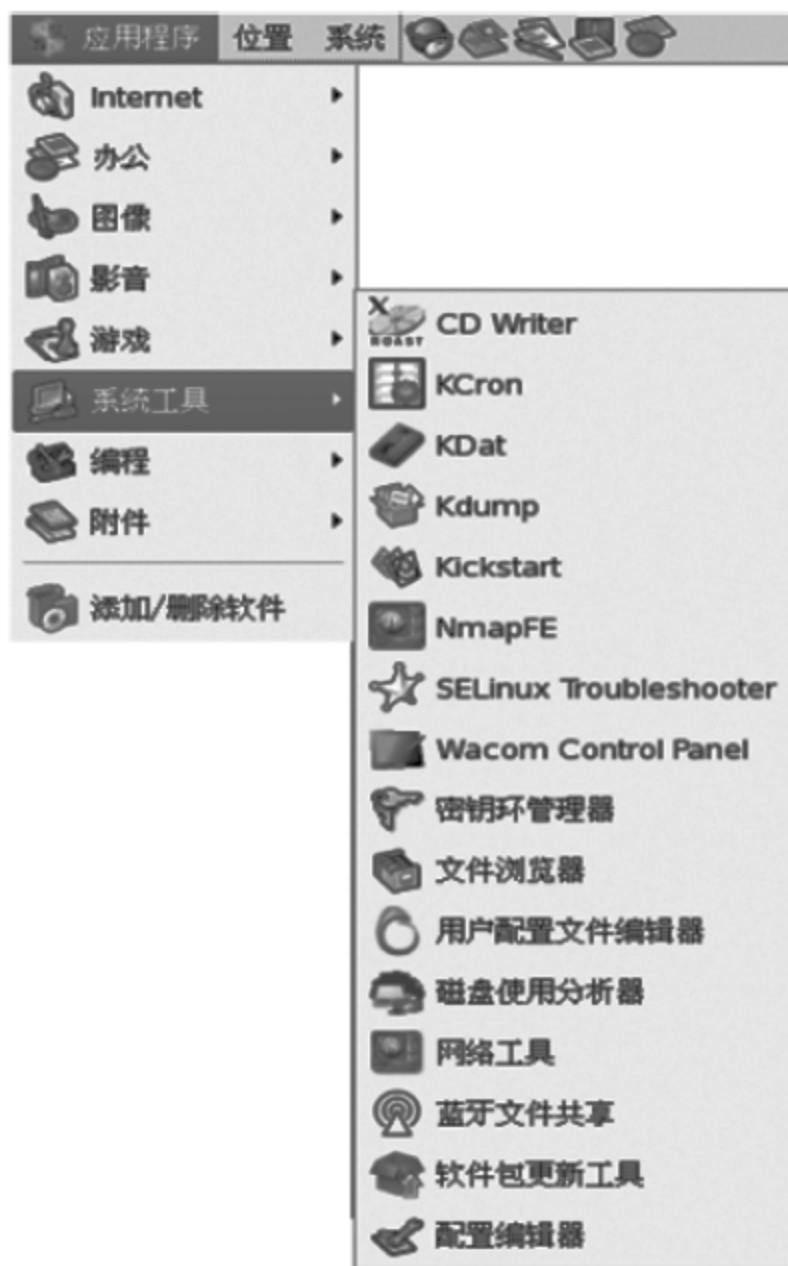 应用程序 位置 系统
Internet
办公
图像
影音
游戏
系统工具
编程
附件
添加/删除软件
X ROAST CD Writer
KCron
KDat
Kdump
Kickstart
NmapFE
SELinux Troubleshooter
Wacom Control Panel
密钥环管理器
文件浏览器
用户配置文件编辑器
磁盘使用分析器
网络工具
蓝牙文件共享
软件包更新工具
配置编辑器